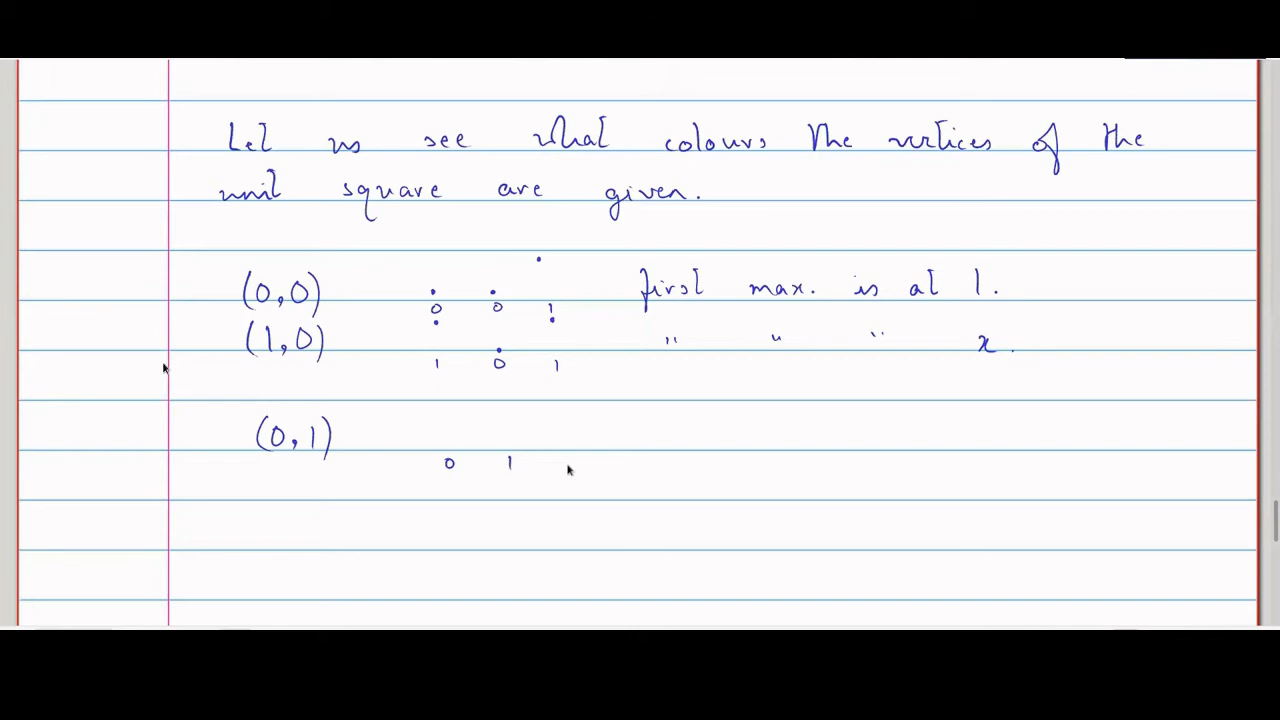 Let us see what colours the vertices of the
unit square are given.
(0,0) 0 0 1 first max. is at 1.
(1,0) 1 0 1 " " " x.
(0,1) 0 1